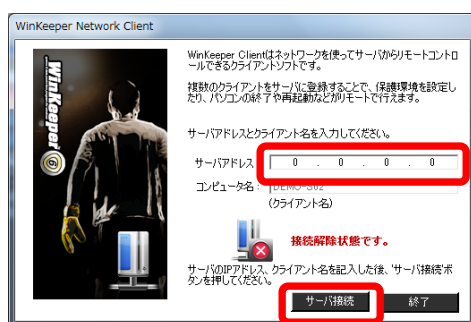 WinKeeper Network Client
WinKeeper Clientはネットワークを使ってサーバからリモートコントロ
ールできるクライアントソフトです。
複数のクライアントをサーバに登録することで、保護環境を設定し
たり、パソコンの終了や再起動などがリモートで行えます。
WinKeeper
6
サーバアドレスとクライアント名を入力してください。
サーバアドレス
0 . 0 . 0 . 0
コンピュータ名 : DEMO-S02
(クライアント名)
接続解除状態です。
サーバのIPアドレス、クライアント名を記入した後、'サーバ接続'ボ
タンを押してください。
サーバ接続
終了